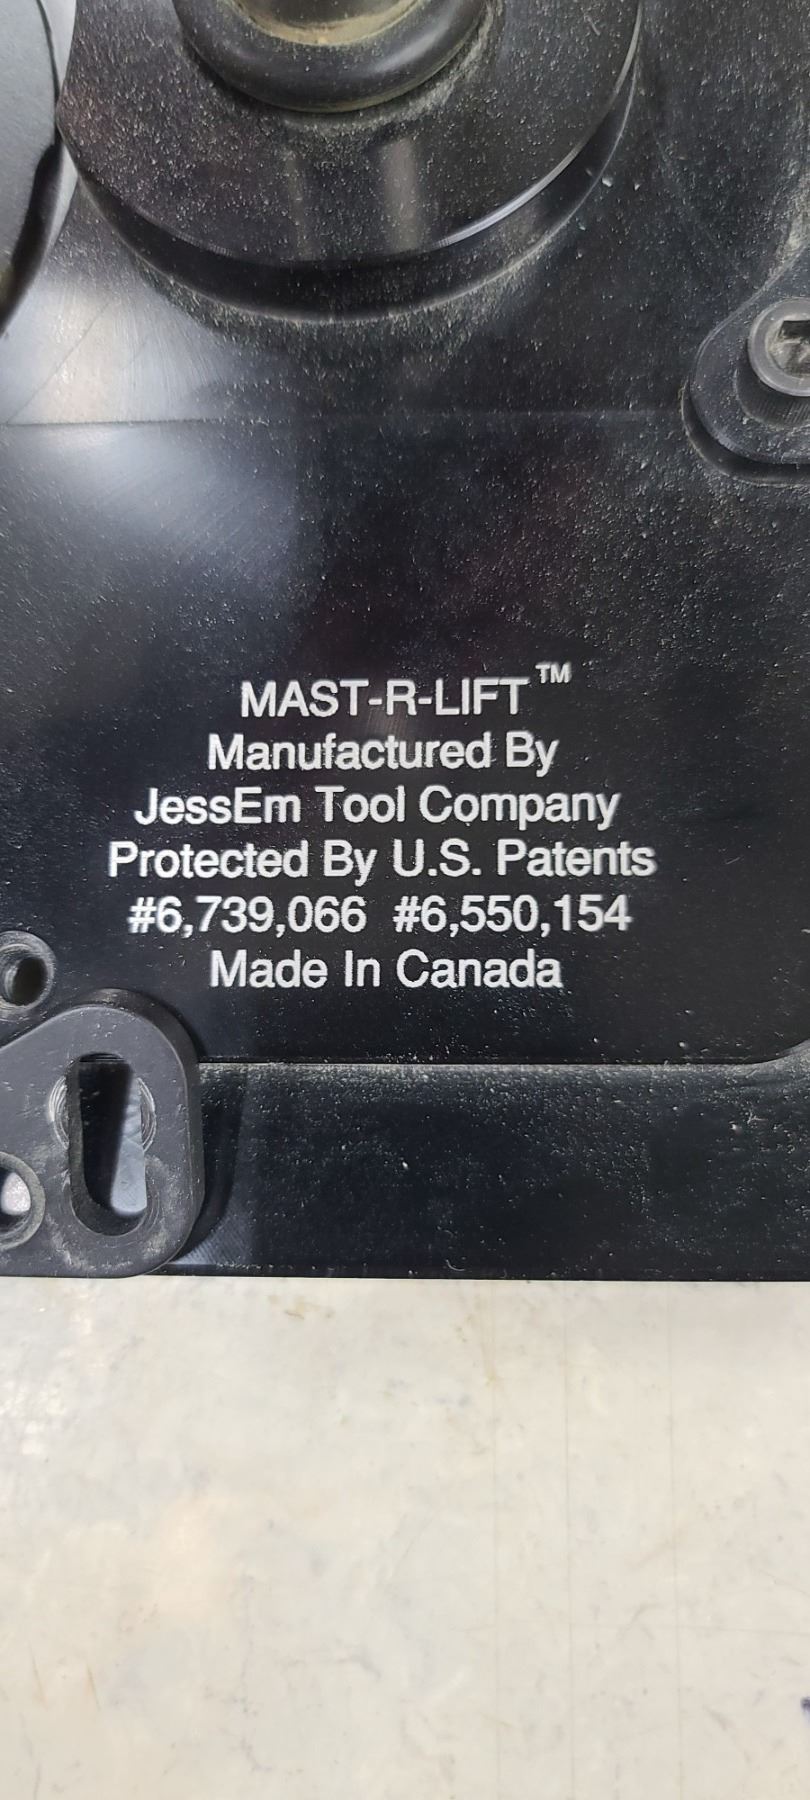 MAST-R-LIFT™
Manufactured By
JessEm Tool Company
Protected By U.S. Patents
#6,739,066 #6,550,154
Made In Canada